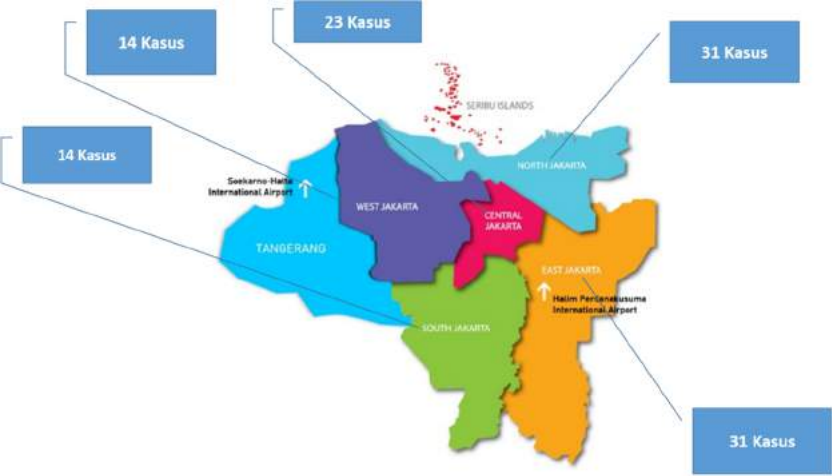 23 Kasus
14 Kasus
31 Kasus
SERIBU ISLANDS
14 Kasus
NORTH JAKARTA
Soekarno-Hatta
International Airport
WEST JAKARTA
CENTRAL
JAKARTA
TANGERANG
EAST JAKARTA
Halim Perdanakusuma
International Airport
SOUTH JAKARTA
31 Kasus